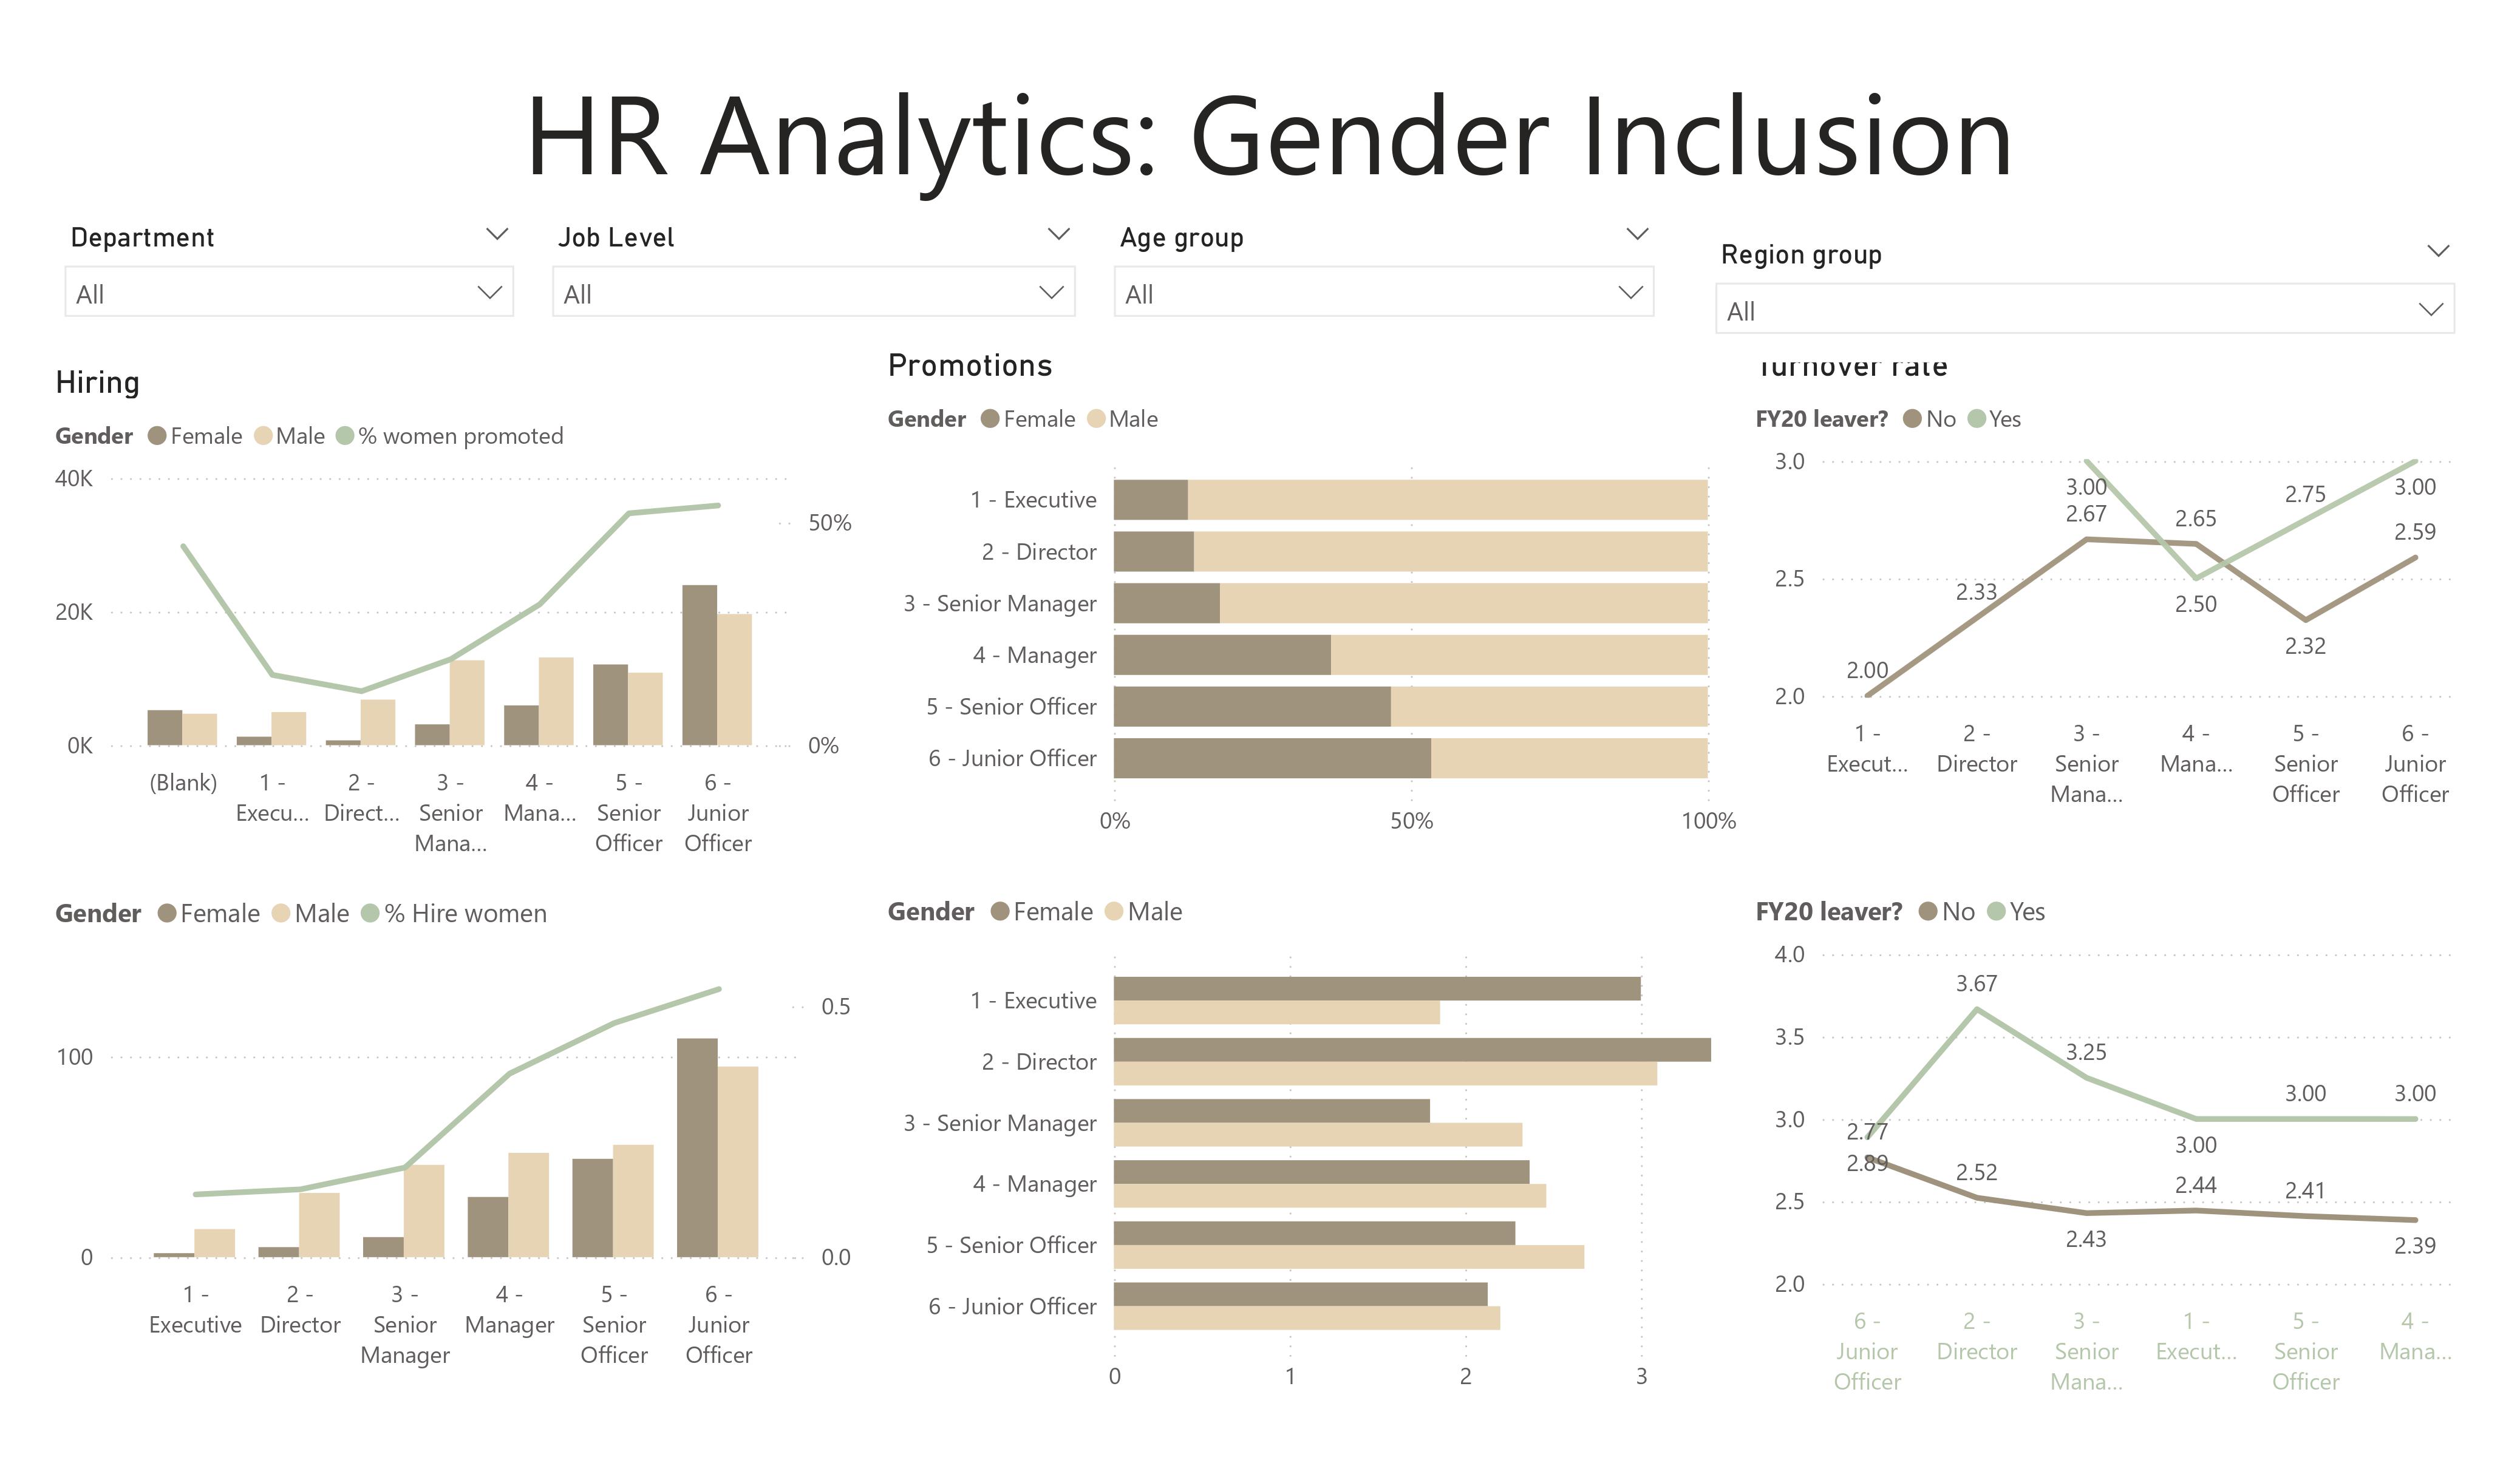 HR Analytics: Gender Inclusion
Department
All
Job Level
All
Age group
All
Region group
All
Hiring
Gender Female Male % women promoted
40K
20K
0K
50%
0%
(Blank)
1 -
Execu...
2 -
Direct...
3 -
Senior
Mana...
4 -
Mana...
5 -
Senior
Officer
6 -
Junior
Officer
Promotions
Gender Female Male
1 - Executive
2 - Director
3 - Senior Manager
4 - Manager
5 - Senior Officer
6 - Junior Officer
0% 50% 100%
Turnover rate
FY20 leaver? No Yes
3.0
2.5
2.0
3.00
2.67
2.65
2.75
3.00
2.59
2.33
2.50
2.32
2.00
1 -
Execut...
2 -
Director
3 -
Senior
Mana...
4 -
Mana...
5 -
Senior
Officer
6 -
Junior
Officer
Gender Female Male % Hire women
100
0
0.5
0.0
1 -
Executive
2 -
Director
3 -
Senior
Manager
4 -
Manager
5 -
Senior
Officer
6 -
Junior
Officer
Gender Female Male
1 - Executive
2 - Director
3 - Senior Manager
4 - Manager
5 - Senior Officer
6 - Junior Officer
0 1 2 3
FY20 leaver? No Yes
4.0
3.5
3.0
2.5
2.0
3.67
3.25
3.00
3.00
3.00
2.77
2.89
2.52
2.44
2.41
2.43
2.39
6 -
Junior
Officer
2 -
Director
3 -
Senior
Mana...
1 -
Execut...
5 -
Senior
Officer
4 -
Mana...